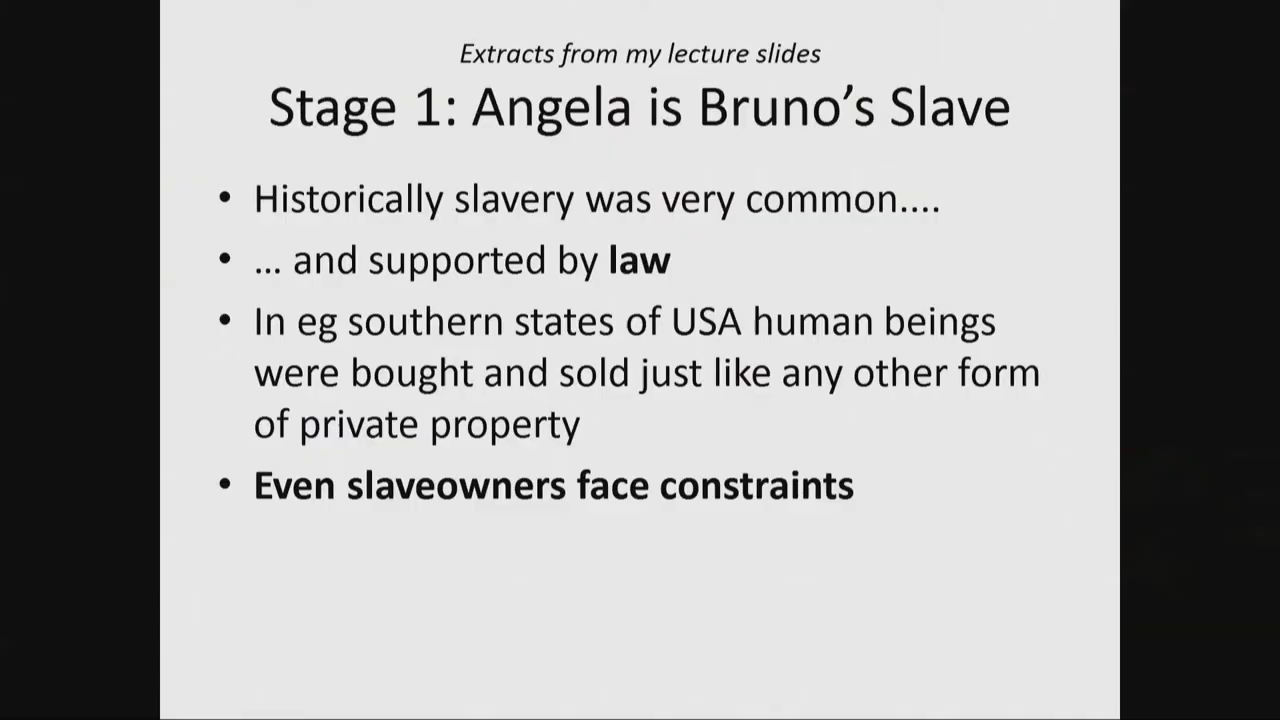 Extracts from my lecture slides
Stage 1: Angela is Bruno’s Slave
• Historically slavery was very common....
• ... and supported by law
• In eg southern states of USA human beings
were bought and sold just like any other form
of private property
• Even slaveowners face constraints